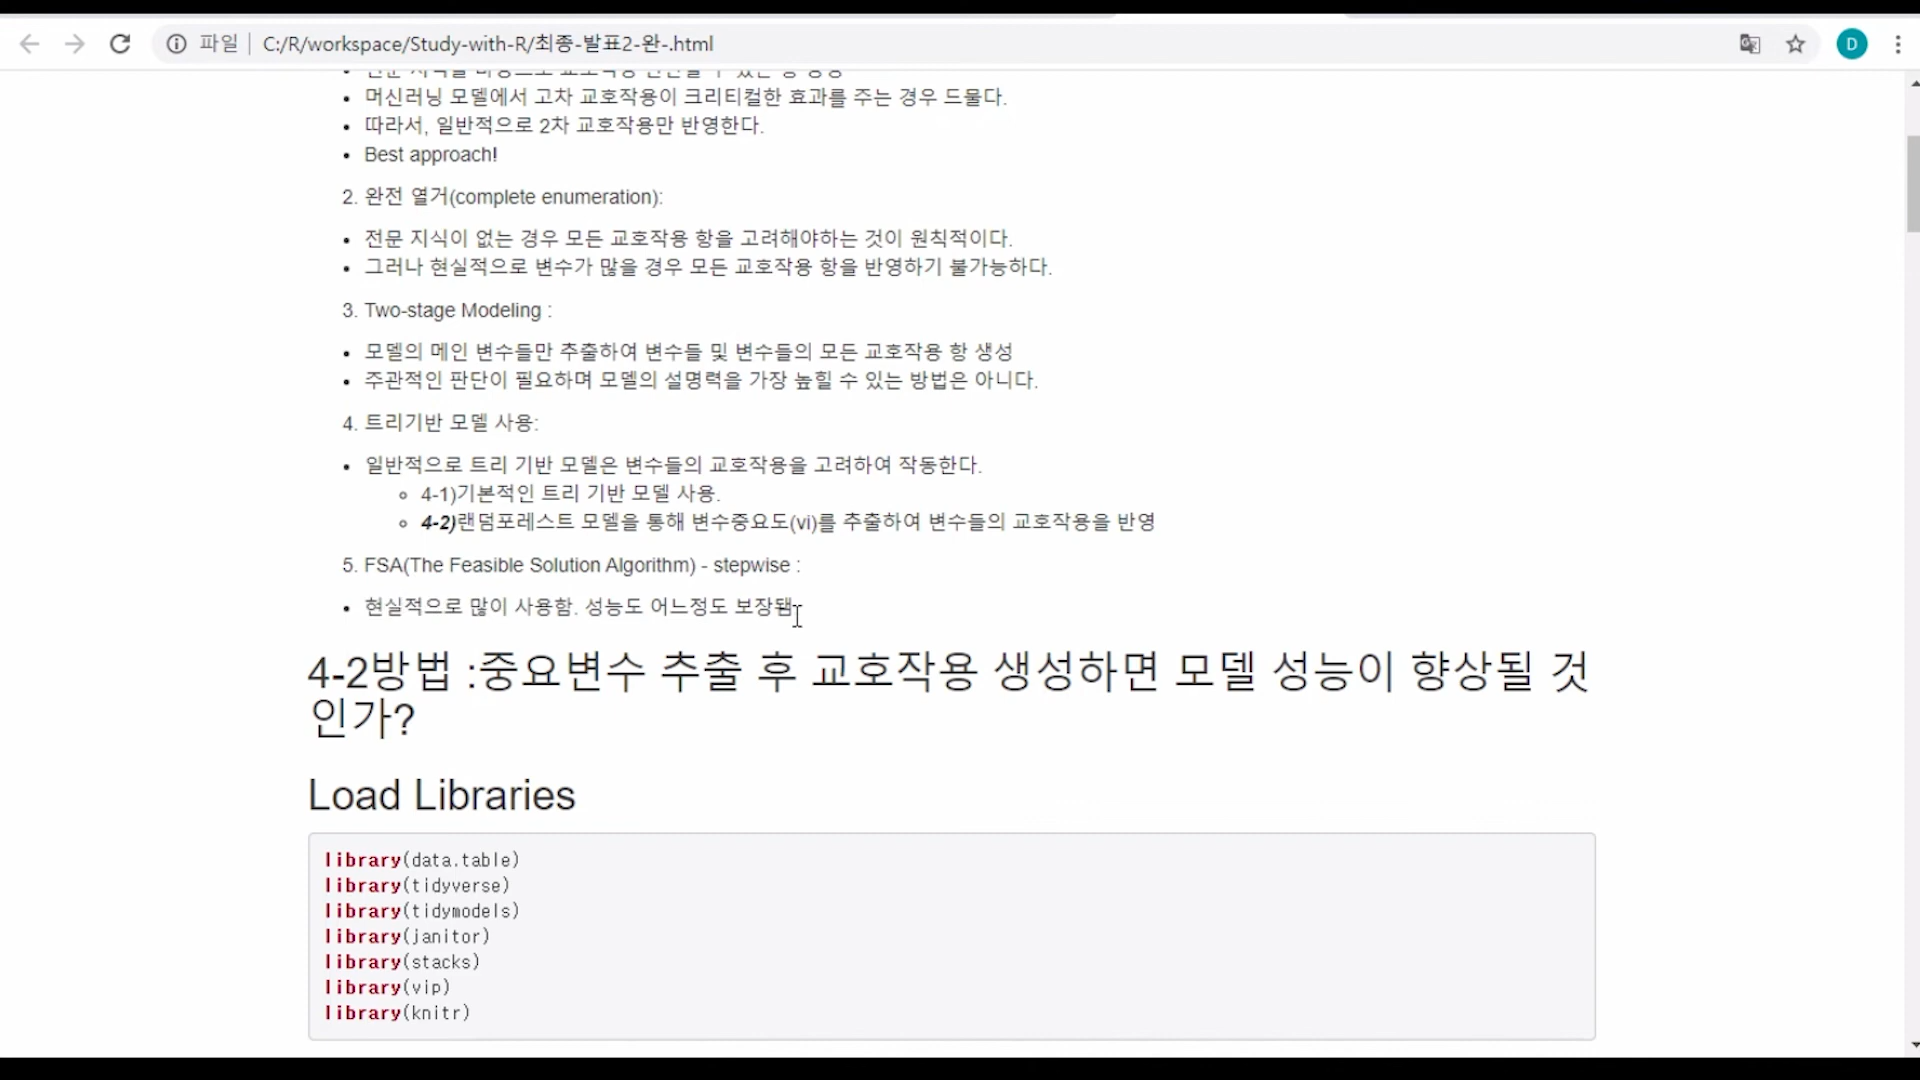 파일 C:/R/workspace/Study-with-R/최종-발표2-완-.html
D
머신러닝 모델에서 고차 교호작용이 크리티컬한 효과를 주는 경우 드물다.
따라서, 일반적으로 2차 교호작용만 반영한다.
Best approach!
2. 완전 열거(complete enumeration):
전문 지식이 없는 경우 모든 교호작용 항을 고려해야하는 것이 원칙적이다.
그러나 현실적으로 변수가 많을 경우 모든 교호작용 항을 반영하기 불가능하다.
3. Two-stage Modeling :
모델의 메인 변수들만 추출하여 변수들 및 변수들의 모든 교호작용 항 생성
주관적인 판단이 필요하며 모델의 설명력을 가장 높힐 수 있는 방법은 아니다.
4. 트리기반 모델 사용:
일반적으로 트리 기반 모델은 변수들의 교호작용을 고려하여 작동한다.
4-1)기본적인 트리 기반 모델 사용.
4-2)랜덤포레스트 모델을 통해 변수중요도(vi)를 추출하여 변수들의 교호작용을 반영
5. FSA(The Feasible Solution Algorithm) - stepwise :
현실적으로 많이 사용함. 성능도 어느정도 보장됌
4-2방법 :중요변수 추출 후 교호작용 생성하면 모델 성능이 향상될 것
인가?
Load Libraries
library(data.table)
library(tidyverse)
library(tidymodels)
library(janitor)
library(stacks)
library(vip)
library(knitr)